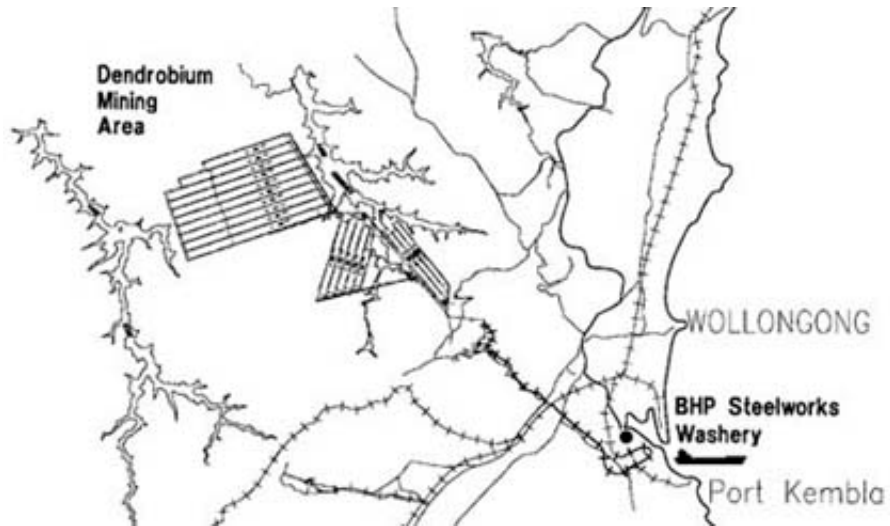 Dendrobium
Mining
Area
WOLLONGONG
BHP Steelworks
Washery
Port Kembla